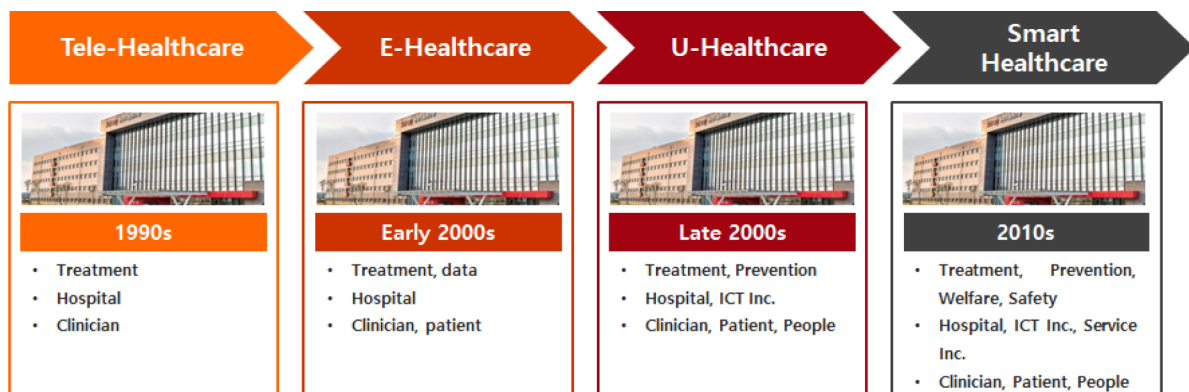 Tele-Healthcare
E-Healthcare
U-Healthcare
Smart
Healthcare
1990s
• Treatment
• Hospital
• Clinician
Early 2000s
• Treatment, data
• Hospital
• Clinician, patient
Late 2000s
• Treatment, Prevention
• Hospital, ICT Inc.
• Clinician, Patient, People
2010s
• Treatment, Prevention,
Welfare, Safety
• Hospital, ICT Inc., Service
Inc.
• Clinician, Patient, People